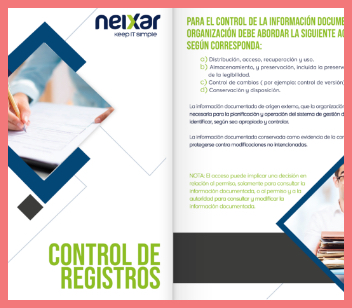 neixar
KEEP IT simple
CONTROL DE
REGISTROS
PARA EL CONTROL DE LA INFORMACIÓN DOCUME
ORGANIZACIÓN DEBE ABORDAR LA SIGUIENTE AC
SEGÚN CORRESPONDA:
a) Distribución, acceso, recuperación y uso.
b) Almacenamiento, y preservación, incluida la preserv
de la legibilidad.
c) Control de cambios ( por ejemplo: control de versión
d) Conservación y disposición.
La información documentada de origen externo, que la organización
necesaria para la planificación y operación del sistema de gestión d
identificar, según sea apropiado y controlar.
La información documentada conservada como evidencia de la con
protegerse contra modificaciones no intencionadas.
NOTA: El acceso puede implicar una decisión en
relación al permiso, solamente para consultar la
información documentada, o al permiso y a la
autoridad para consultar y modificar la
información documentada.